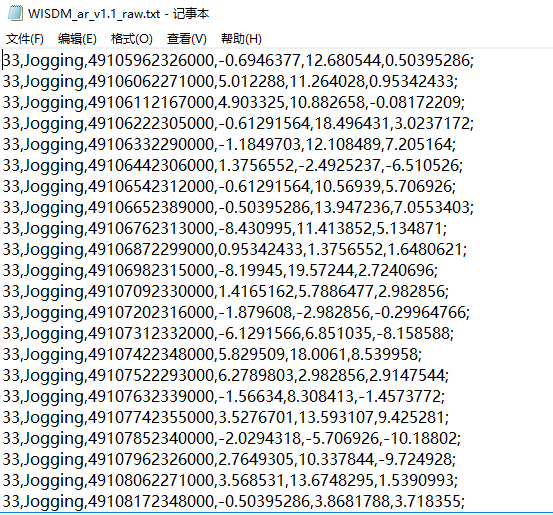 WISDM_ar_v1.1_raw.txt - 记事本
文件(F) 编辑(E) 格式(O) 查看(V) 帮助(H)
33,Jogging,49105962326000,-0.6946377,12.680544,0.50395286;
33,Jogging,49106062271000,5.012288,11.264028,0.95342433;
33,Jogging,49106112167000,4.903325,10.882658,-0.08172209;
33,Jogging,49106222305000,-0.61291564,18.496431,3.0237172;
33,Jogging,49106332290000,-1.1849703,12.108489,7.205164;
33,Jogging,49106442306000,1.3756552,-2.4925237,-6.510526;
33,Jogging,49106542312000,-0.61291564,10.56939,5.706926;
33,Jogging,49106652389000,-0.50395286,13.947236,7.0553403;
33,Jogging,49106762313000,-8.430995,11.413852,5.134871;
33,Jogging,49106872299000,0.95342433,1.3756552,1.6480621;
33,Jogging,49106982315000,-8.19945,19.57244,2.7240696;
33,Jogging,49107092330000,1.4165162,5.7886477,2.982856;
33,Jogging,49107202316000,-1.879608,-2.982856,-0.29964766;
33,Jogging,49107312332000,-6.1291566,6.851035,-8.158588;
33,Jogging,49107422348000,5.829509,18.0061,8.539958;
33,Jogging,49107522293000,6.2789803,2.982856,2.9147544;
33,Jogging,49107632339000,-1.56634,8.308413,-1.4573772;
33,Jogging,49107742355000,3.5276701,13.593107,9.425281;
33,Jogging,49107852340000,-2.0294318,-5.706926,-10.18802;
33,Jogging,49107962326000,2.7649305,10.337844,-9.724928;
33,Jogging,49108062271000,3.568531,13.6748295,1.5390993;
33,Jogging,49108172348000,-0.50395286,3.8681788,3.718355;